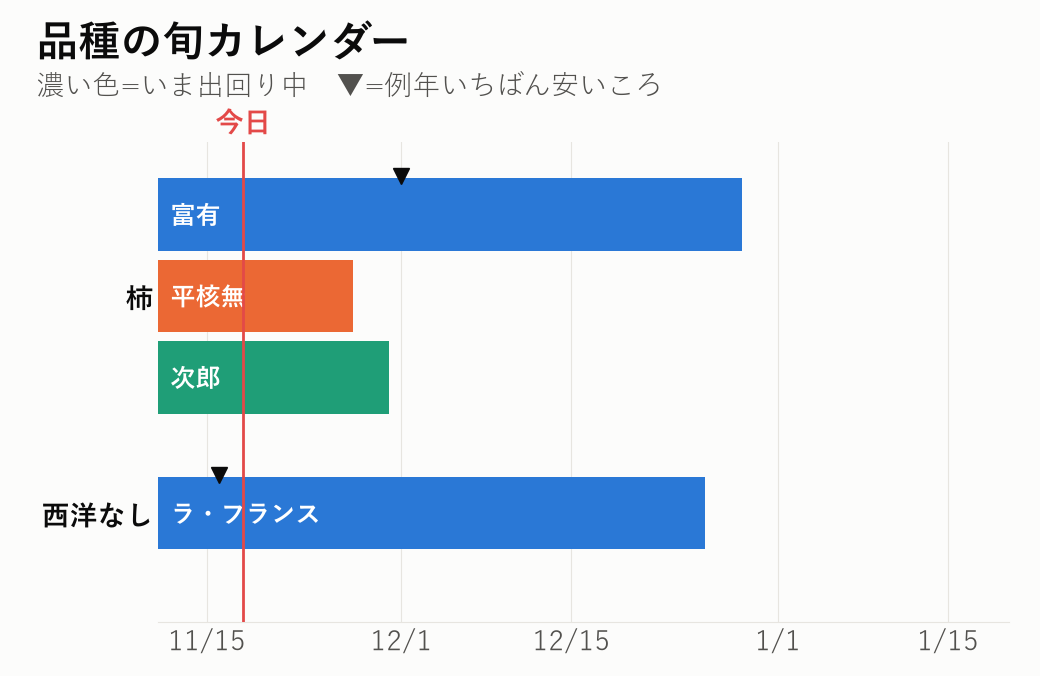 品種の旬カレンダー
濃い色=いま出回り中　▼=例年いちばん安いころ
今日
富有
柿
平核無
次郎
西洋なし
ラ・フランス
11/15
12/1
12/15
1/1
1/15